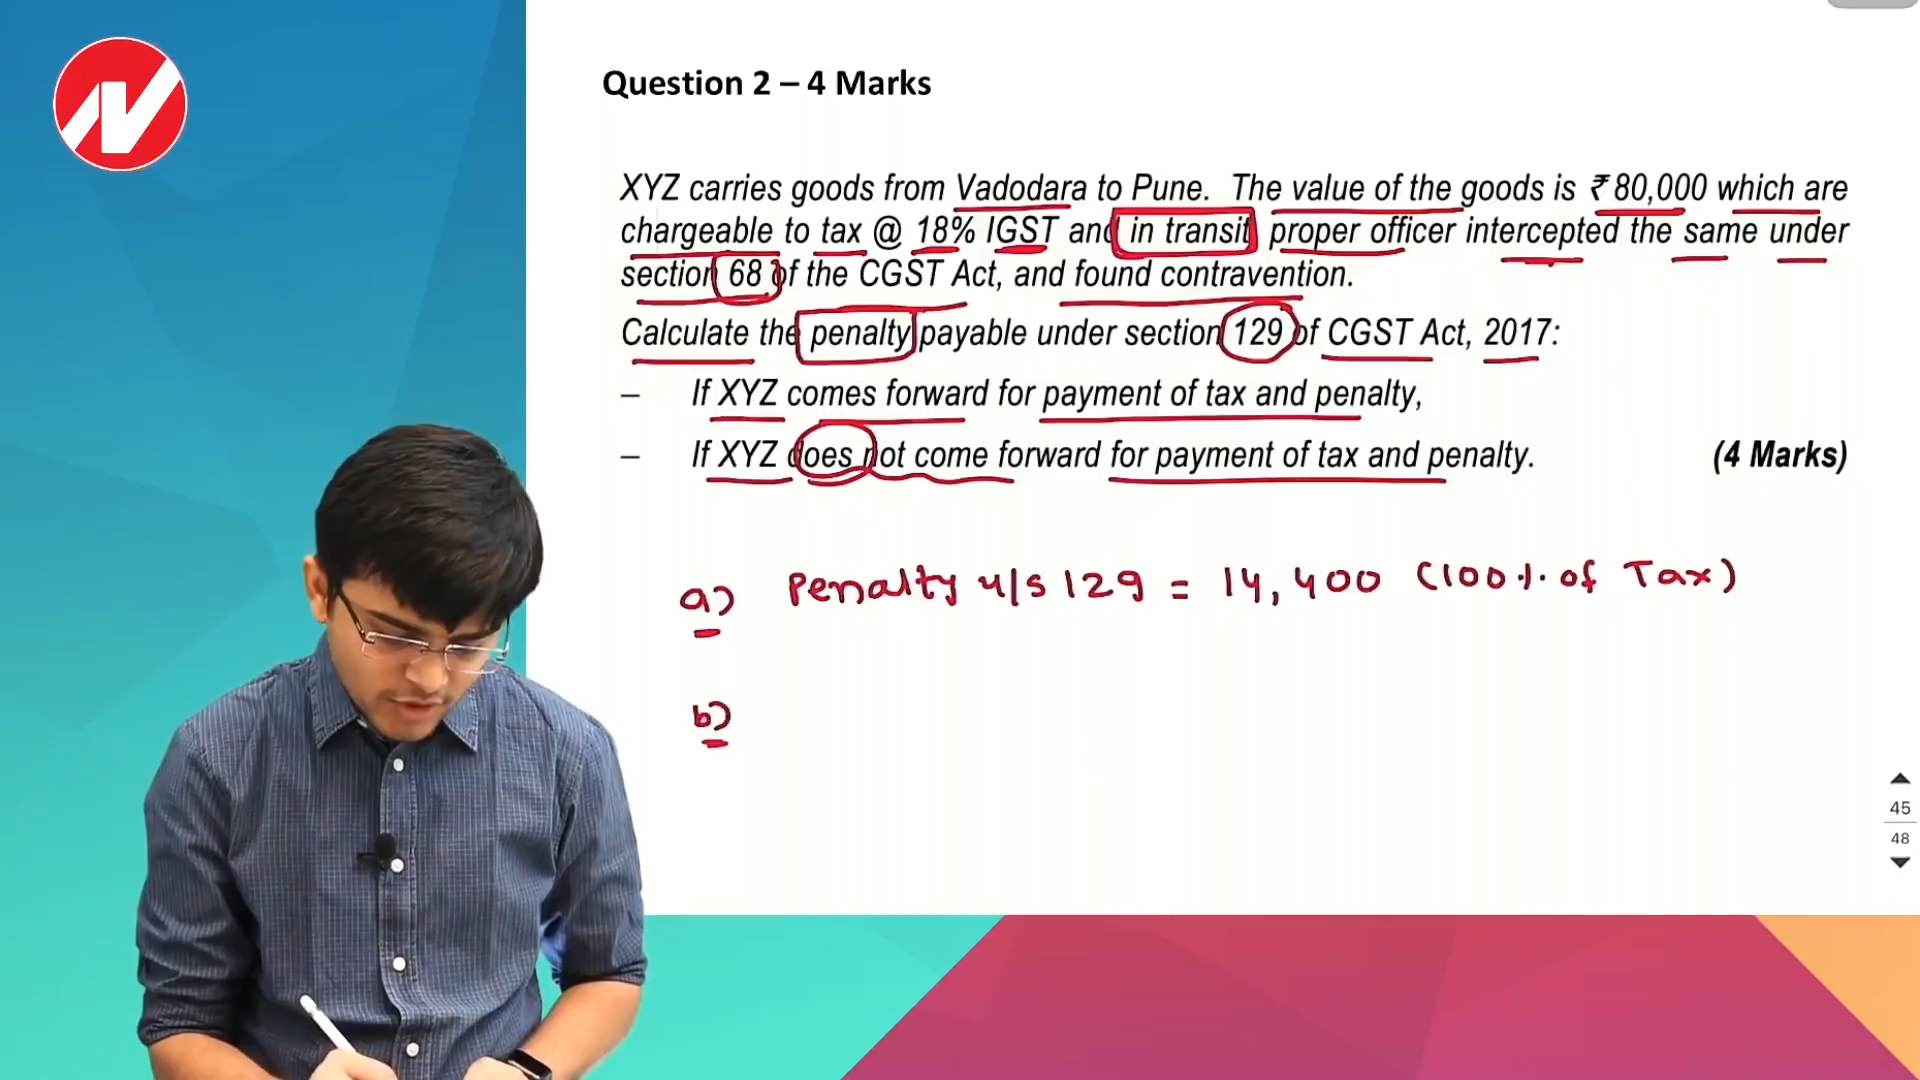 Question 2 – 4 Marks
XYZ carries goods from Vadodara to Pune. The value of the goods is ₹ 80,000 which are
chargeable to tax @ 18% IGST and in transit proper officer intercepted the same under
section 68 of the CGST Act, and found contravention.
Calculate the penalty payable under section 129 of CGST Act, 2017:
– If XYZ comes forward for payment of tax and penalty,
– If XYZ does not come forward for payment of tax and penalty. (4 Marks)
a) Penalty u/s 129 = 14,400 (100% of Tax)
b)
45
48